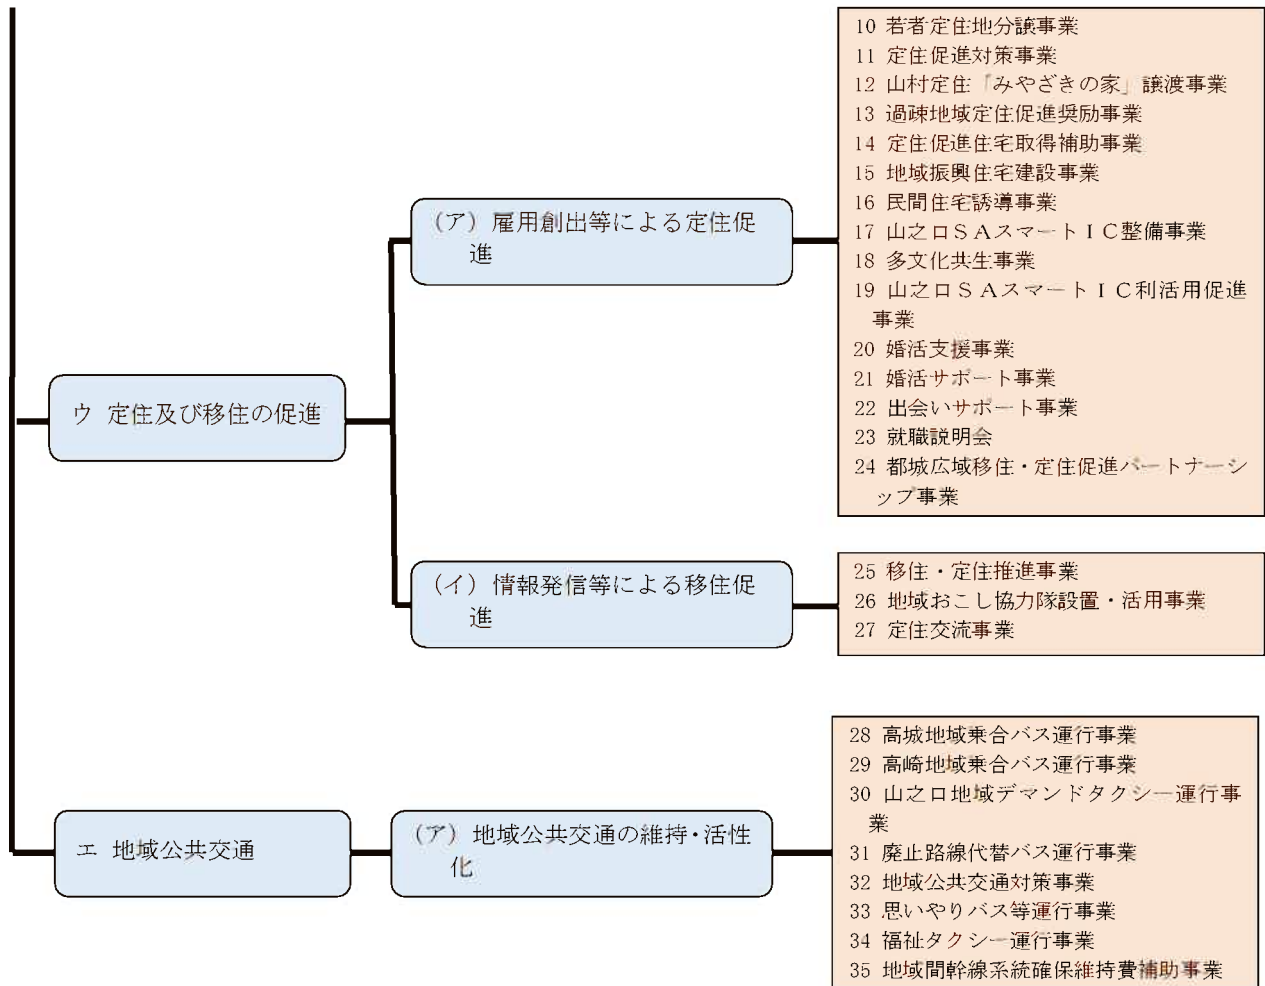 ウ 定住及び移住の促進
(ア) 雇用創出等による定住促
進
10 若者定住地分譲事業
11 定住促進対策事業
12 山村定住「みやざきの家」譲渡事業
13 過疎地域定住促進奨励事業
14 定住促進住宅取得補助事業
15 地域振興住宅建設事業
16 民間住宅誘導事業
17 山之口ＳＡスマートＩＣ整備事業
18 多文化共生事業
19 山之口ＳＡスマートＩＣ利活用促進
事業
20 婚活支援事業
21 婚活サポート事業
22 出会いサポート事業
23 就職説明会
24 都城広域移住・定住促進パートナーシ
ップ事業
(イ) 情報発信等による移住促
進
25 移住・定住推進事業
26 地域おこし協力隊設置・活用事業
27 定住交流事業
エ 地域公共交通
(ア) 地域公共交通の維持・活性
化
28 高城地域乗合バス運行事業
29 高崎地域乗合バス運行事業
30 山之口地域デマンドタクシー運行事
業
31 廃止路線代替バス運行事業
32 地域公共交通対策事業
33 思いやりバス等運行事業
34 福祉タクシー運行事業
35 地域間幹線系統確保維持費補助事業